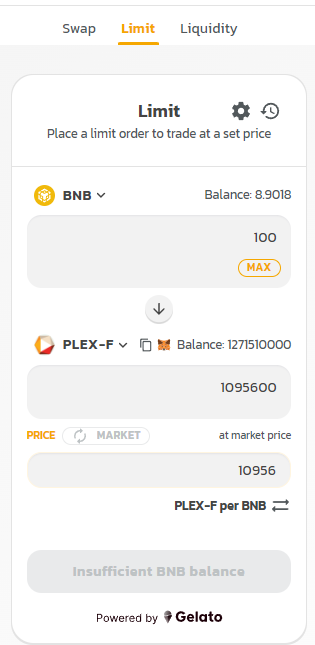 Swap Limit Liquidity
Limit
Place a limit order to trade at a set price
BNB Balance: 8.9018
100
MAX
PLEX-F Balance: 1271510000
1095600
PRICE MARKET at market price
10956
PLEX-F per BNB
Insufficient BNB balance
Powered by Gelato